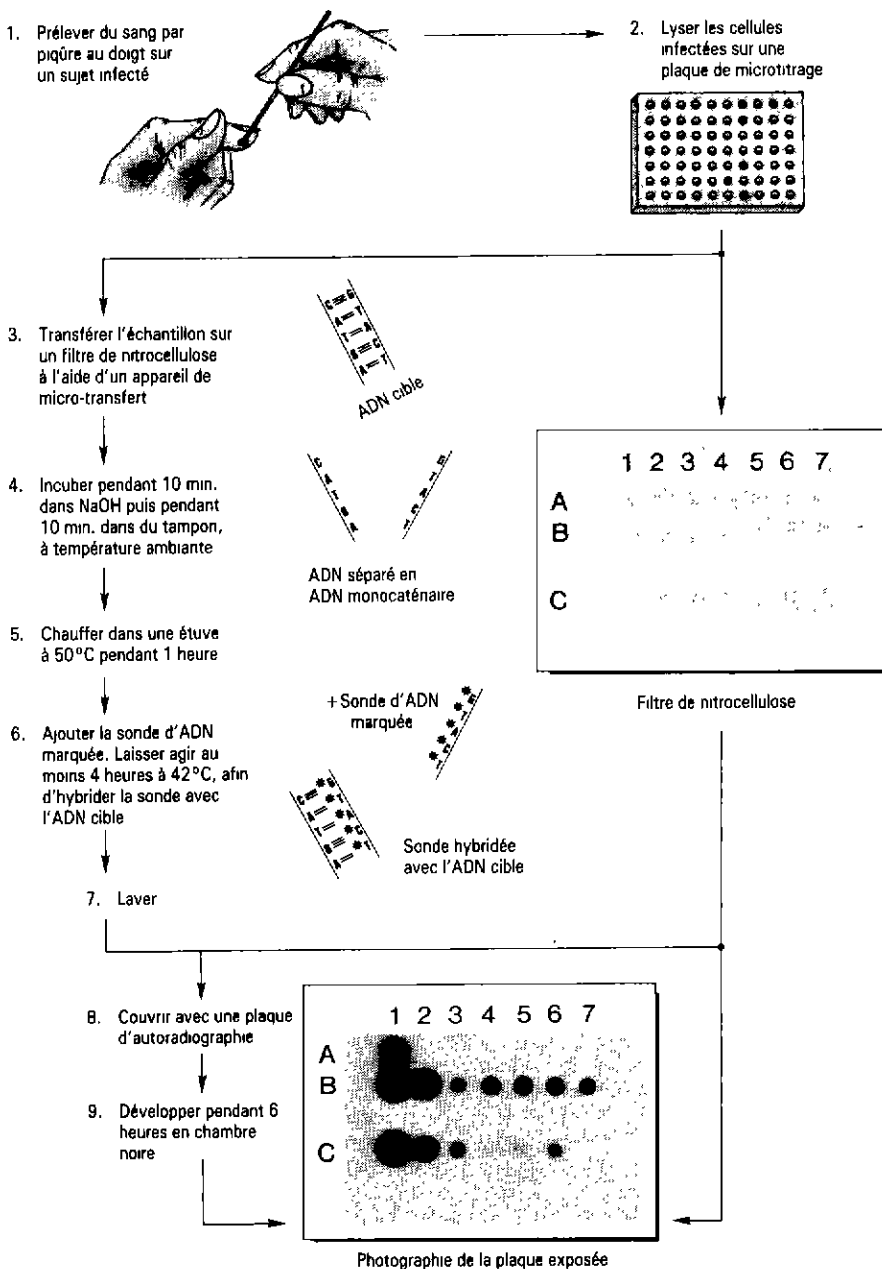 1. Prélever du sang par
piqûre au doigt sur
un sujet infecté
2. Lyser les cellules
infectées sur une
plaque de microtitrage
3. Transférer l'échantillon sur
un filtre de nitrocellulose
à l'aide d'un appareil de
micro-transfert
ADN cible
4. Incuber pendant 10 min.
dans NaOH puis pendant
10 min. dans du tampon,
à température ambiante
ADN séparé en
ADN monocaténaire
5. Chauffer dans une étuve
à 50°C pendant 1 heure
1 2 3 4 5 6 7
A
B
C
Filtre de nitrocellulose
+ Sonde d'ADN
marquée
6. Ajouter la sonde d'ADN
marquée. Laisser agir au
moins 4 heures à 42°C, afin
d'hybrider la sonde avec
l'ADN cible
Sonde hybridée
avec l'ADN cible
7. Laver
8. Couvrir avec une plaque
d'autoradiographie
9. Développer pendant 6
heures en chambre
noire
1 2 3 4 5 6 7
A
B
C
Photographie de la plaque exposée